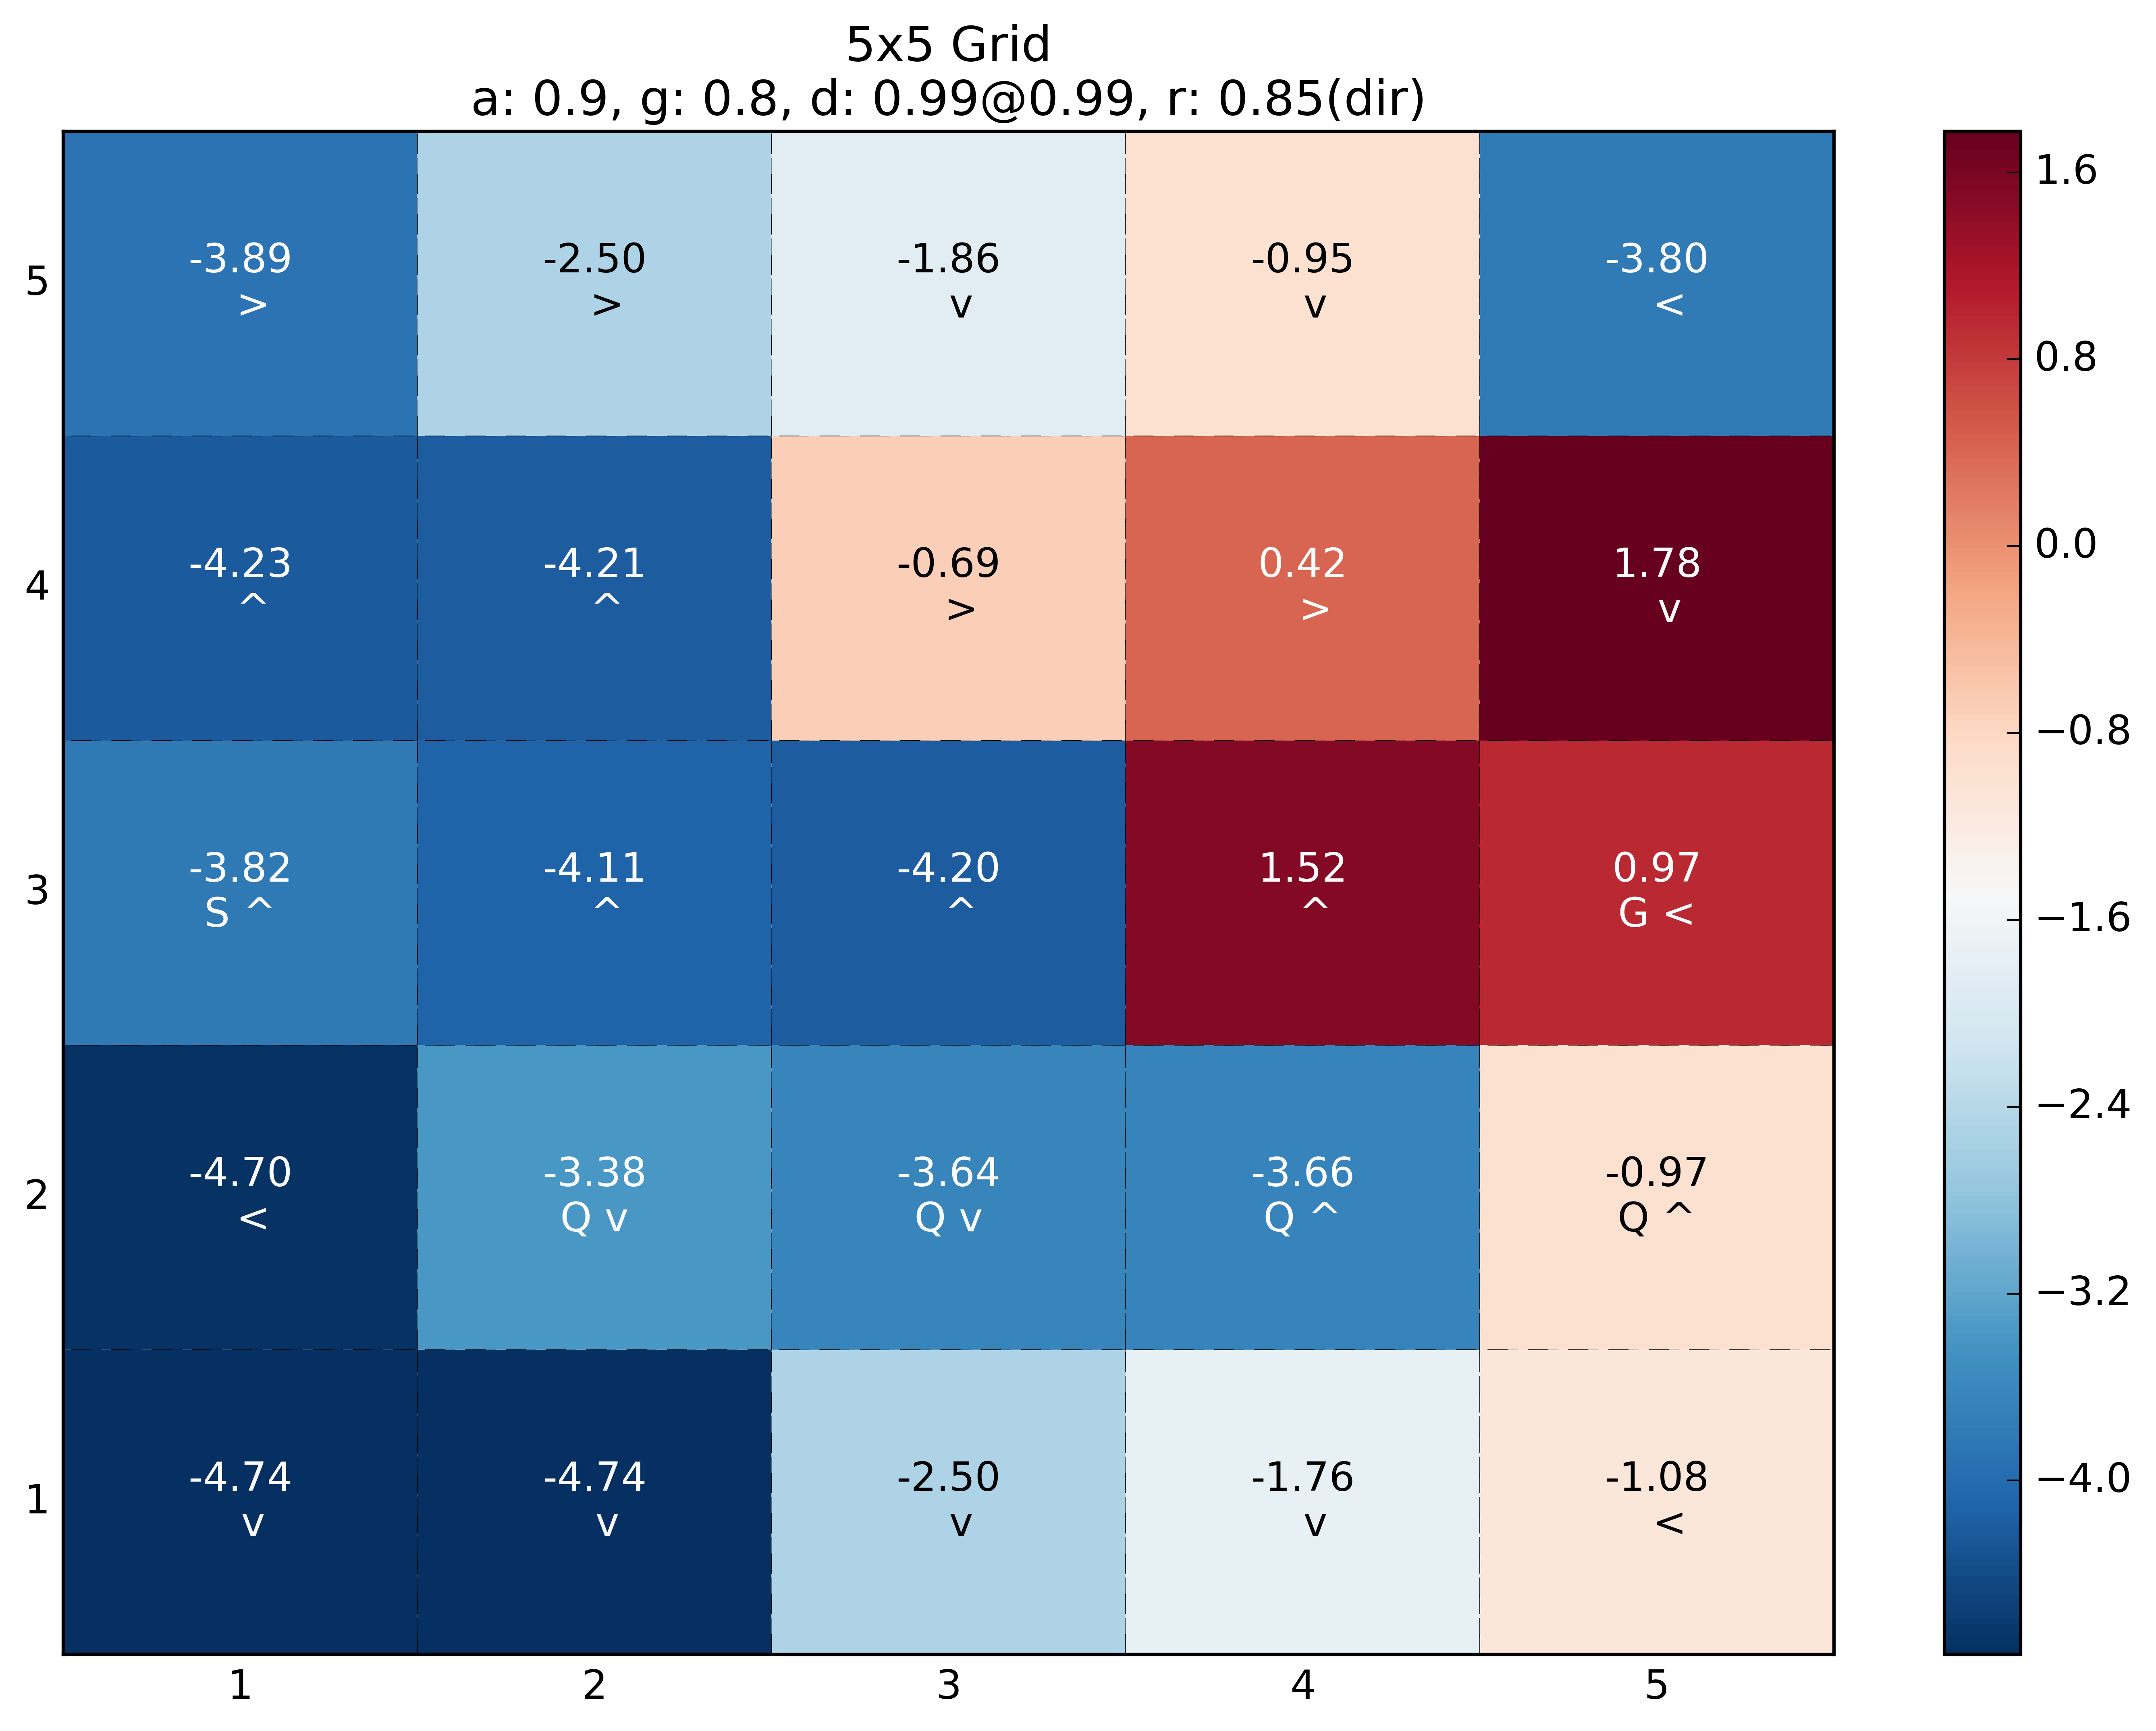 5x5 Grid
a: 0.9, g: 0.8, d: 0.99@0.99, r: 0.85(dir)
5 -3.89 -2.50 -1.86 -0.95 -3.80
> > v v <
4 -4.23 -4.21 -0.69 0.42 1.78
^ ^ > > v
3 -3.82 -4.11 -4.20 1.52 0.97
S ^ ^ ^ ^ G <
2 -4.70 -3.38 -3.64 -3.66 -0.97
< Q v Q v Q ^ Q ^
1 -4.74 -4.74 -2.50 -1.76 -1.08
v v v v <
1 2 3 4 5
1.6
0.8
0.0
−0.8
−1.6
−2.4
−3.2
−4.0